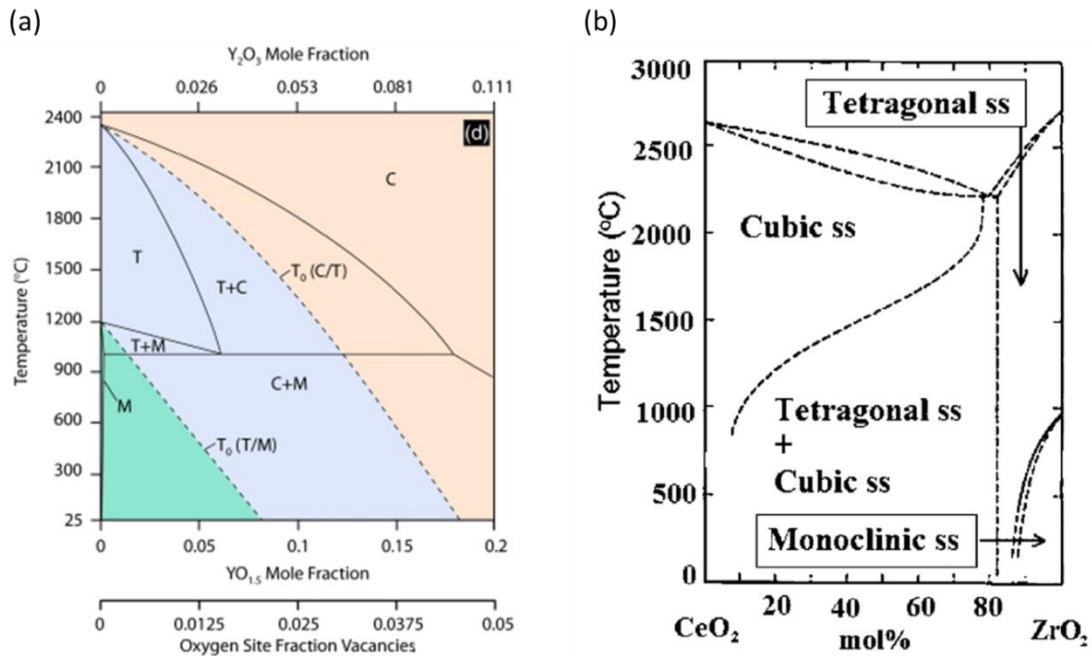 (a)
Y₂O₃ Mole Fraction
0 0.026 0.053 0.081 0.111
(d)
2400
2100
1800
1500
1200
900
600
300
25
Temperature (°C)
C
T
T₀ (C/T)
T+C
T+M
C+M
M
T₀ (T/M)
0 0.05 0.1 0.15 0.2
YO₁.₅ Mole Fraction
0 0.0125 0.025 0.0375 0.05
Oxygen Site Fraction Vacancies
(b)
3000
2500
2000
1500
1000
500
0
Temperature (°C)
Tetragonal ss
Cubic ss
Tetragonal ss
+
Cubic ss
Monoclinic ss
20 40 60 80
CeO₂ mol% ZrO₂